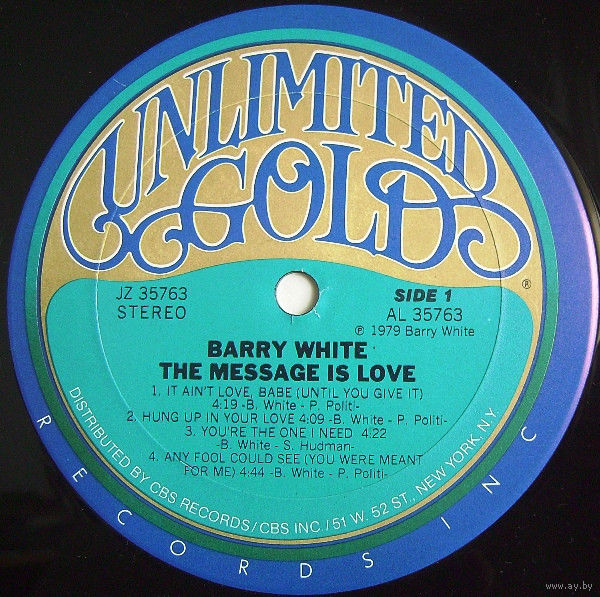 UNLIMITED
GOLD
®
JZ 35763
STEREO
SIDE 1
AL 35763
℗ 1979 Barry White
BARRY WHITE
THE MESSAGE IS LOVE
1. IT AIN'T LOVE, BABE (UNTIL YOU GIVE IT)
4:19 -B. White - P. Politi-
2. HUNG UP IN YOUR LOVE 4:09 -B. White - P. Politi-
3. YOU'RE THE ONE I NEED 4:22
-B. White - S. Hudman-
4. ANY FOOL COULD SEE (YOU WERE MEANT
FOR ME) 4:44 -B. White - P. Politi-
DISTRIBUTED BY CBS RECORDS/CBS INC./51 W. 52 ST., NEW YORK, N.Y.
RECORDS INC
www.ay.by